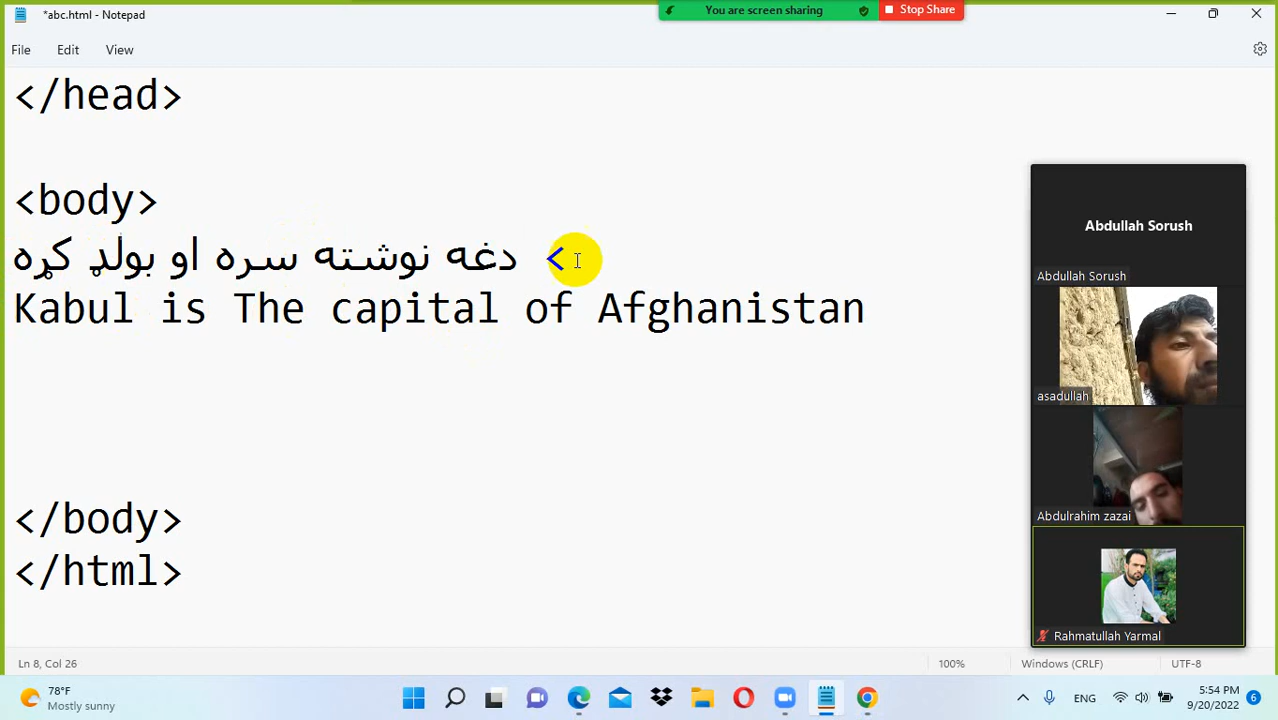 *abc.html - Notepad
You are screen sharing
Stop Share
File Edit View
</head>
<body>
دغه نوشته سره او بولډ کړه <
Kabul is The capital of Afghanistan
</body>
</html>
Abdullah Sorush
Abdullah Sorush
asadullah
Abdulrahim zazai
Rahmatullah Yarmal
Ln 8, Col 26
100%
Windows (CRLF)
UTF-8
78°F
Mostly sunny
ENG
5:54 PM
9/20/2022
6